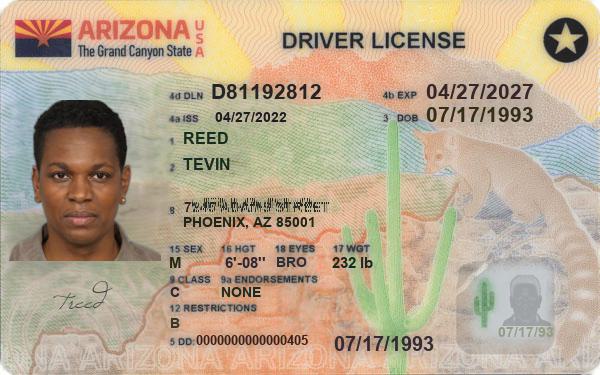 ARIZONA USA
The Grand Canyon State
DRIVER LICENSE
4d DLN D81192812
4b EXP 04/27/2027
4a ISS 04/27/2022
3 DOB 07/17/1993
1 REED
2 TEVIN
8
PHOENIX, AZ 85001
15 SEX 16 HGT 18 EYES 17 WGT
M 6'-08" BRO 232 lb
9 CLASS 9a ENDORSEMENTS
C NONE
12 RESTRICTIONS
B
5 DD: 0000000000000405
07/17/1993
Treed
07/17/93
ARIZONA ARIZONA ARIZONA ARIZONA ARIZONA